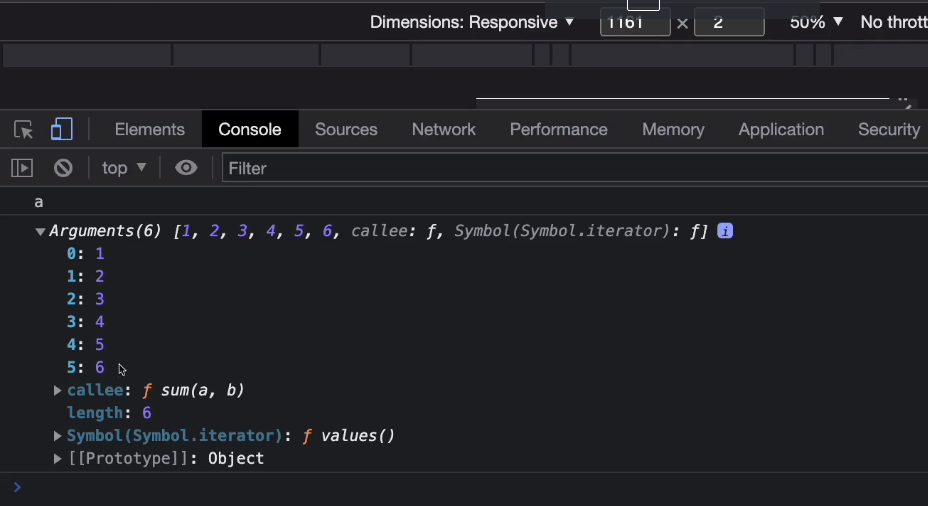 Dimensions: Responsive ▼ 1161 × 2 50% ▼ No thrott
Elements Console Sources Network Performance Memory Application Security
top ▼ Filter
a
▼Arguments(6) [1, 2, 3, 4, 5, 6, callee: ƒ, Symbol(Symbol.iterator): ƒ] i
0: 1
1: 2
2: 3
3: 4
4: 5
5: 6
▶callee: ƒ sum(a, b)
length: 6
▶Symbol(Symbol.iterator): ƒ values()
▶[[Prototype]]: Object
>